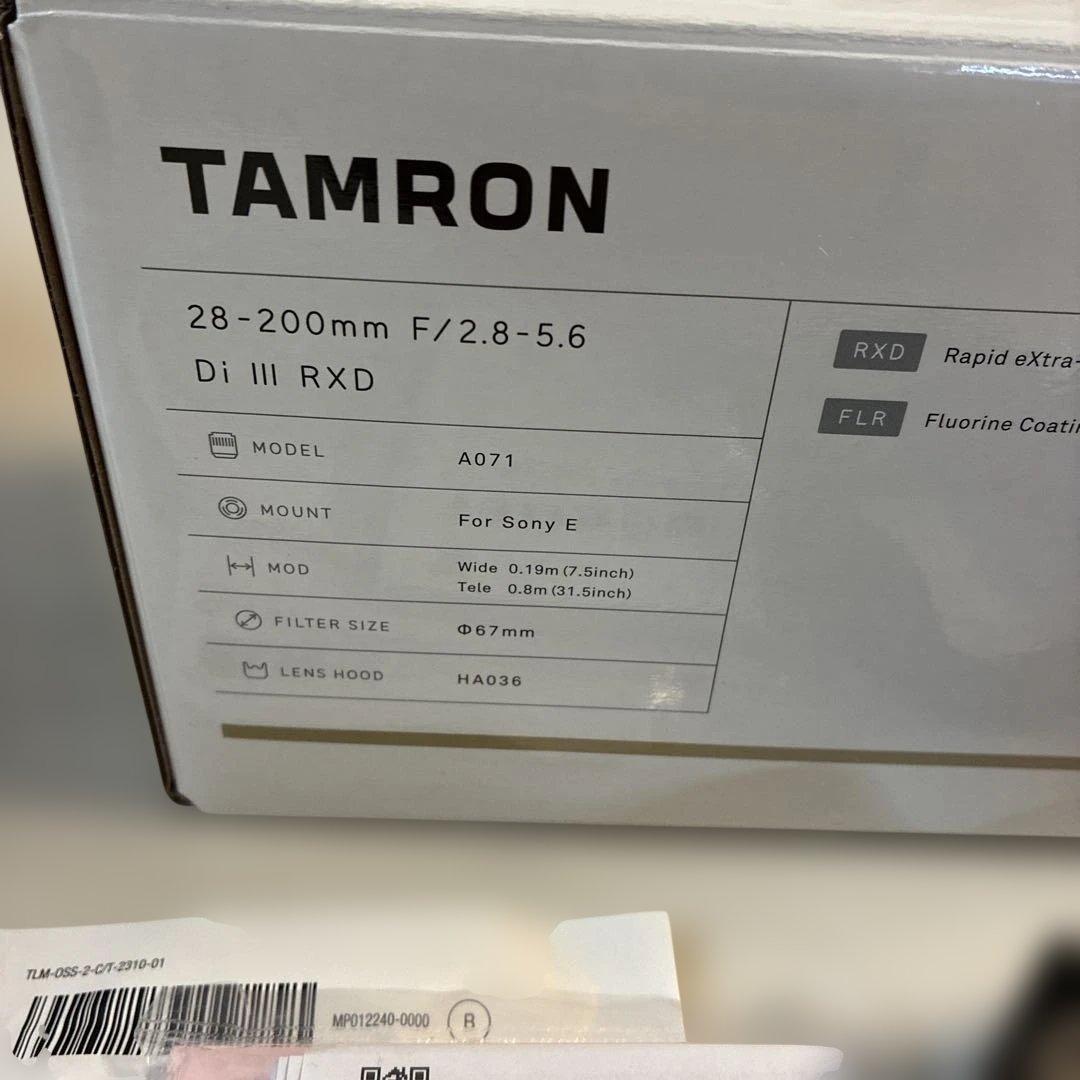 TAMRON
28-200mm F/2.8-5.6
Di III RXD
MODEL A071
MOUNT For Sony E
MOD Wide 0.19m (7.5inch)
Tele 0.8m (31.5inch)
FILTER SIZE Φ67mm
LENS HOOD HA036
RXD Rapid eXtra-
FLR Fluorine Coatin
TLM-OSS-2-C/T-2310-01
MP012240-0000 R